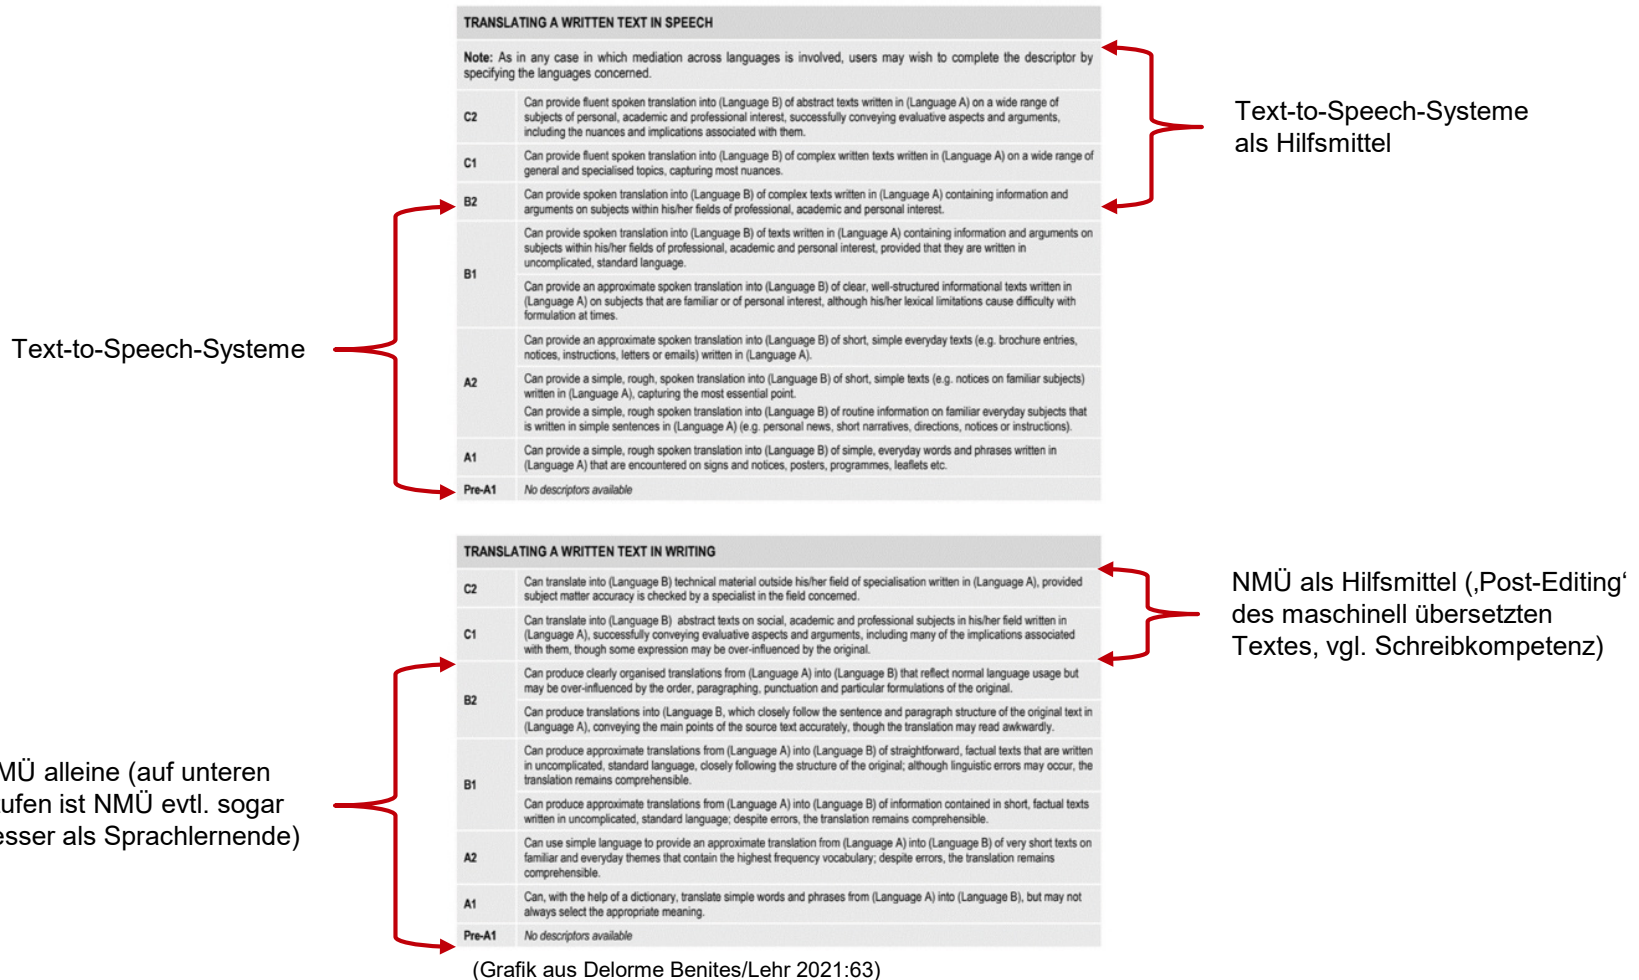 TRANSLATING A WRITTEN TEXT IN SPEECH
Note: As in any case in which mediation across languages is involved, users may wish to complete the descriptor by
specifying the languages concerned.
C2
Can provide fluent spoken translation into (Language B) of abstract texts written in (Language A) on a wide range of
subjects of personal, academic and professional interest, successfully conveying evaluative aspects and arguments,
including the nuances and implications associated with them.
C1
Can provide fluent spoken translation into (Language B) of complex written texts written in (Language A) on a wide range of
general and specialised topics, capturing most nuances.
B2
Can provide spoken translation into (Language B) of complex texts written in (Language A) containing information and
arguments on subjects within his/her fields of professional, academic and personal interest.
B1
Can provide spoken translation into (Language B) of texts written in (Language A) containing information and arguments on
subjects within his/her fields of professional, academic and personal interest, provided that they are written in
uncomplicated, standard language.
Can provide an approximate spoken translation into (Language B) of clear, well-structured informational texts written in
(Language A) on subjects that are familiar or of personal interest, although his/her lexical limitations cause difficulty with
formulation at times.
A2
Can provide an approximate spoken translation into (Language B) of short, simple everyday texts (e.g. brochure entries,
notices, instructions, letters or emails) written in (Language A).
Can provide a simple, rough, spoken translation into (Language B) of short, simple texts (e.g. notices on familiar subjects)
written in (Language A), capturing the most essential point.
Can provide a simple, rough spoken translation into (Language B) of routine information on familiar everyday subjects that
is written in simple sentences in (Language A) (e.g. personal news, short narratives, directions, notices or instructions).
A1
Can provide a simple, rough spoken translation into (Language B) of simple, everyday words and phrases written in
(Language A) that are encountered on signs and notices, posters, programmes, leaflets etc.
Pre-A1
No descriptors available
Text-to-Speech-Systeme
als Hilfsmittel
Text-to-Speech-Systeme
TRANSLATING A WRITTEN TEXT IN WRITING
C2
Can translate into (Language B) technical material outside his/her field of specialisation written in (Language A), provided
subject matter accuracy is checked by a specialist in the field concerned.
C1
Can translate into (Language B) abstract texts on social, academic and professional subjects in his/her field written in
(Language A), successfully conveying evaluative aspects and arguments, including many of the implications associated
with them, though some expression may be over-influenced by the original.
B2
Can produce clearly organised translations from (Language A) into (Language B) that reflect normal language usage but
may be over-influenced by the order, paragraphing, punctuation and particular formulations of the original.
Can produce translations into (Language B, which closely follow the sentence and paragraph structure of the original text in
(Language A), conveying the main points of the source text accurately, though the translation may read awkwardly.
B1
Can produce approximate translations from (Language A) into (Language B) of straightforward, factual texts that are written
in uncomplicated, standard language, closely following the structure of the original; although linguistic errors may occur, the
translation remains comprehensible.
Can produce approximate translations from (Language A) into (Language B) of information contained in short, factual texts
written in uncomplicated, standard language; despite errors, the translation remains comprehensible.
A2
Can use simple language to provide an approximate translation from (Language A) into (Language B) of very short texts on
familiar and everyday themes that contain the highest frequency vocabulary; despite errors, the translation remains
comprehensible.
A1
Can, with the help of a dictionary, translate simple words and phrases from (Language A) into (Language B), but may not
always select the appropriate meaning.
Pre-A1
No descriptors available
NMÜ als Hilfsmittel (‚Post-Editing‘
des maschinell übersetzten
Textes, vgl. Schreibkompetenz)
MÜ alleine (auf unteren
ufen ist NMÜ evtl. sogar
esser als Sprachlernende)
(Grafik aus Delorme Benites/Lehr 2021:63)